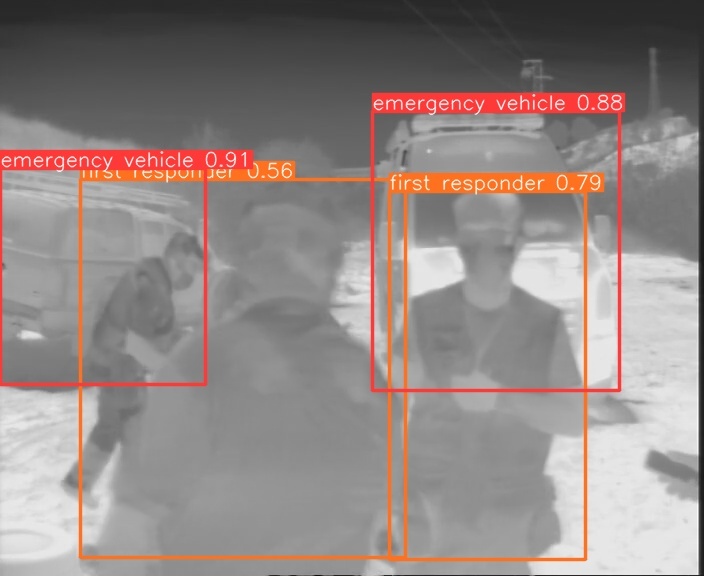 emergency vehicle 0.88
emergency vehicle 0.91
first responder 0.56
first responder 0.79